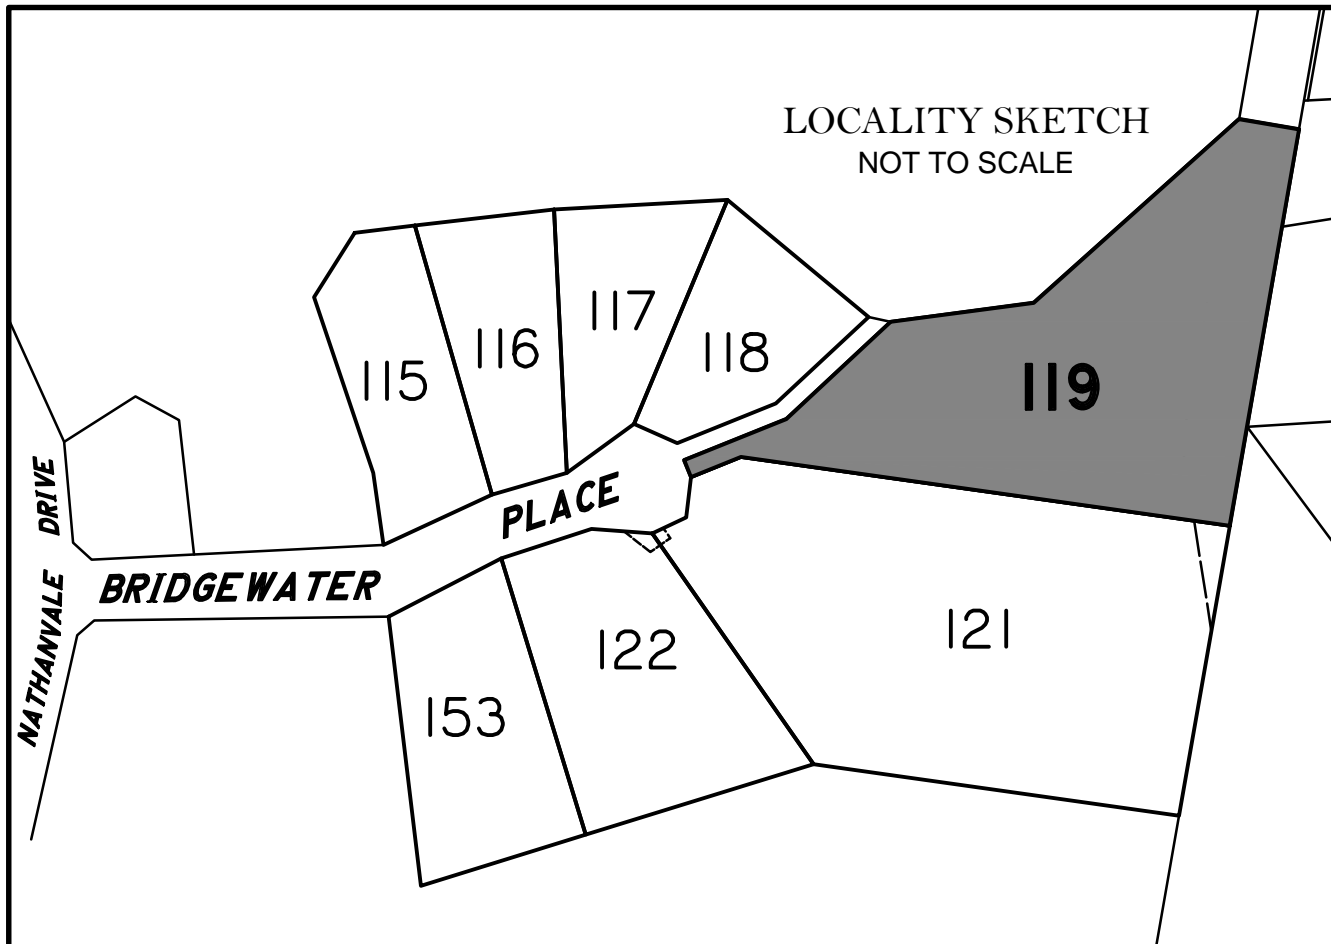 LOCALITY SKETCH
NOT TO SCALE
117
116
118
115
119
PLACE
DRIVE
BRIDGEWATER
NATHANVALE
122
121
153